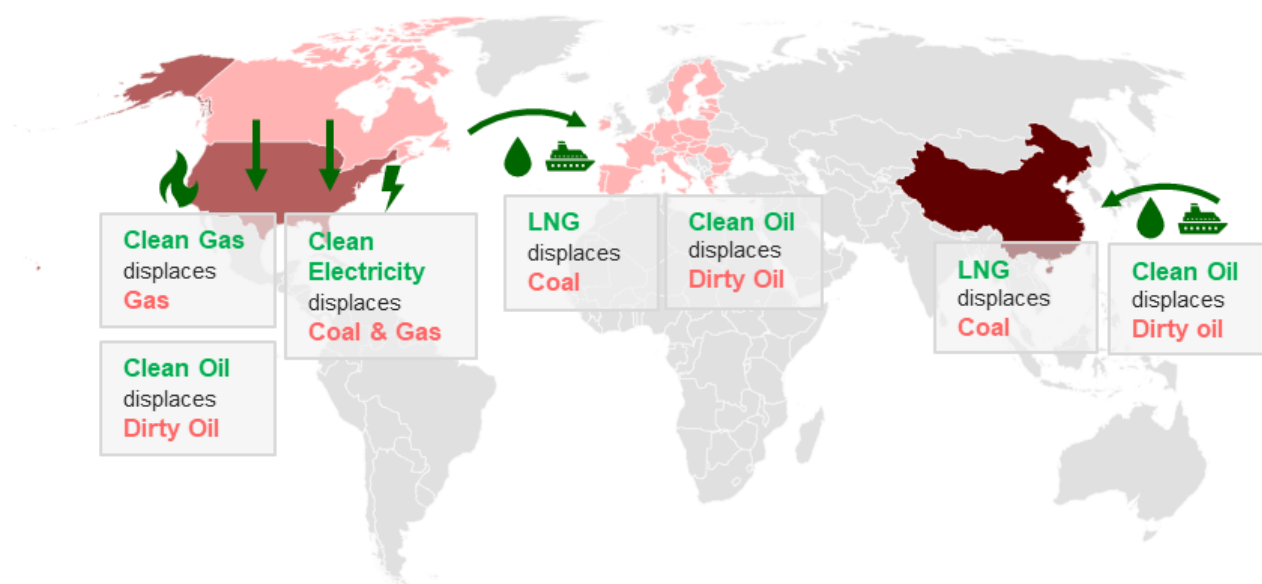 Clean Gas
displaces
Gas
Clean
Electricity
displaces
Coal & Gas
Clean Oil
displaces
Dirty Oil
LNG
displaces
Coal
Clean Oil
displaces
Dirty Oil
LNG
displaces
Coal
Clean Oil
displaces
Dirty oil